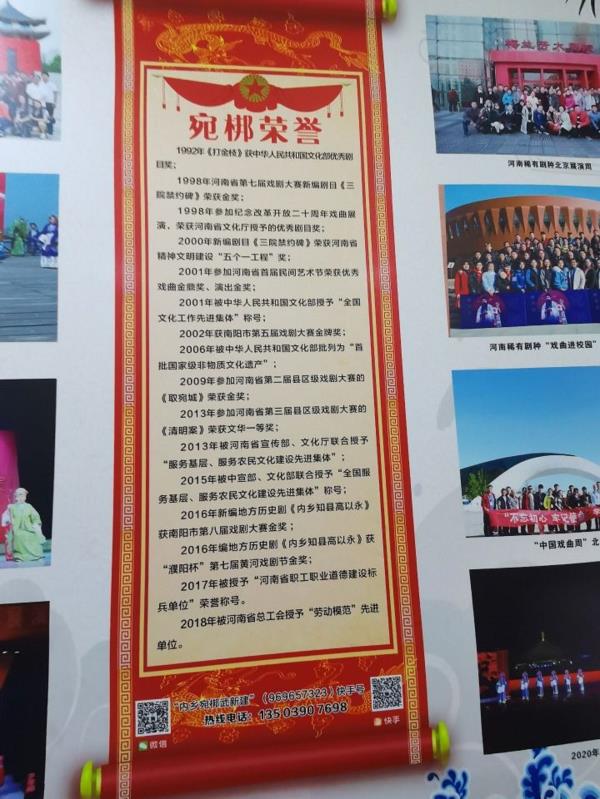 宛梆荣誉
1992年《打金枝》获中华人民共和国文化部优秀剧
目奖；
1998年河南省第七届戏剧大赛新编剧目《三
院禁约碑》荣获金奖；
1998年参加纪念改革开放二十周年戏曲展
演，荣获河南省文化厅授予的优秀剧目奖；
2000年新编剧目《三院禁约碑》荣获河南省
精神文明建设“五个一工程”奖；
2001年参加河南省首届民间艺术节荣获优秀
戏曲金鼎奖、演出金奖；
2001年被中华人民共和国文化部授予“全国
文化工作先进集体”称号；
2002年获南阳市第五届戏剧大赛金牌奖；
2006年被中华人民共和国文化部批列为“首
批国家级非物质文化遗产”；
2009年参加河南省第二届县区级戏剧大赛的
《取宛城》荣获金奖；
2013年参加河南省第三届县区级戏剧大赛的
《清明案》荣获文华一等奖；
2013年被河南省宣传部、文化厅联合授予
“服务基层、服务农民文化建设先进集体”；
2015年被中宣部、文化部联合授予“全国服
务基层、服务农民文化建设先进集体”称号；
2016年新编地方历史剧《内乡知县高以永》
获南阳市第八届戏剧大赛金奖；
2016年编地方历史剧《内乡知县高以永》获
“濮阳杯”第七届黄河戏剧节金奖；
2017年被授予“河南省职工职业道德建设标
兵单位”荣誉称号。
2018年被河南省总工会授予“劳动模范”先进
单位。
“内乡宛梆武新建”（969657323）快手号
热线电话：135 0390 7698
微信
快手
梅兰芳大剧院
河南稀有剧种北京展演周
河南稀有剧种“戏曲进校园”
“不忘初心 牢记使命
“中国戏曲周”北
2020年